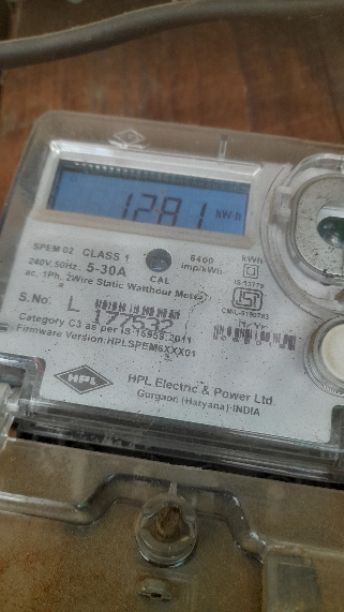 1281 kWh
SPEM 02 CLASS 1 6400 kWh
240V, 50Hz, 5-30A CAL imp/kWh
IS:13779
ac, 1Ph, 2Wire Static Watthour Meter
S.No: L 177532
M/Yr:
Category C3 as per IS 15959:2011
Firmware Version:HPLSPEM6XXX01
HPL HPL Electric & Power Ltd.
Gurgaon (Haryana)-INDIA